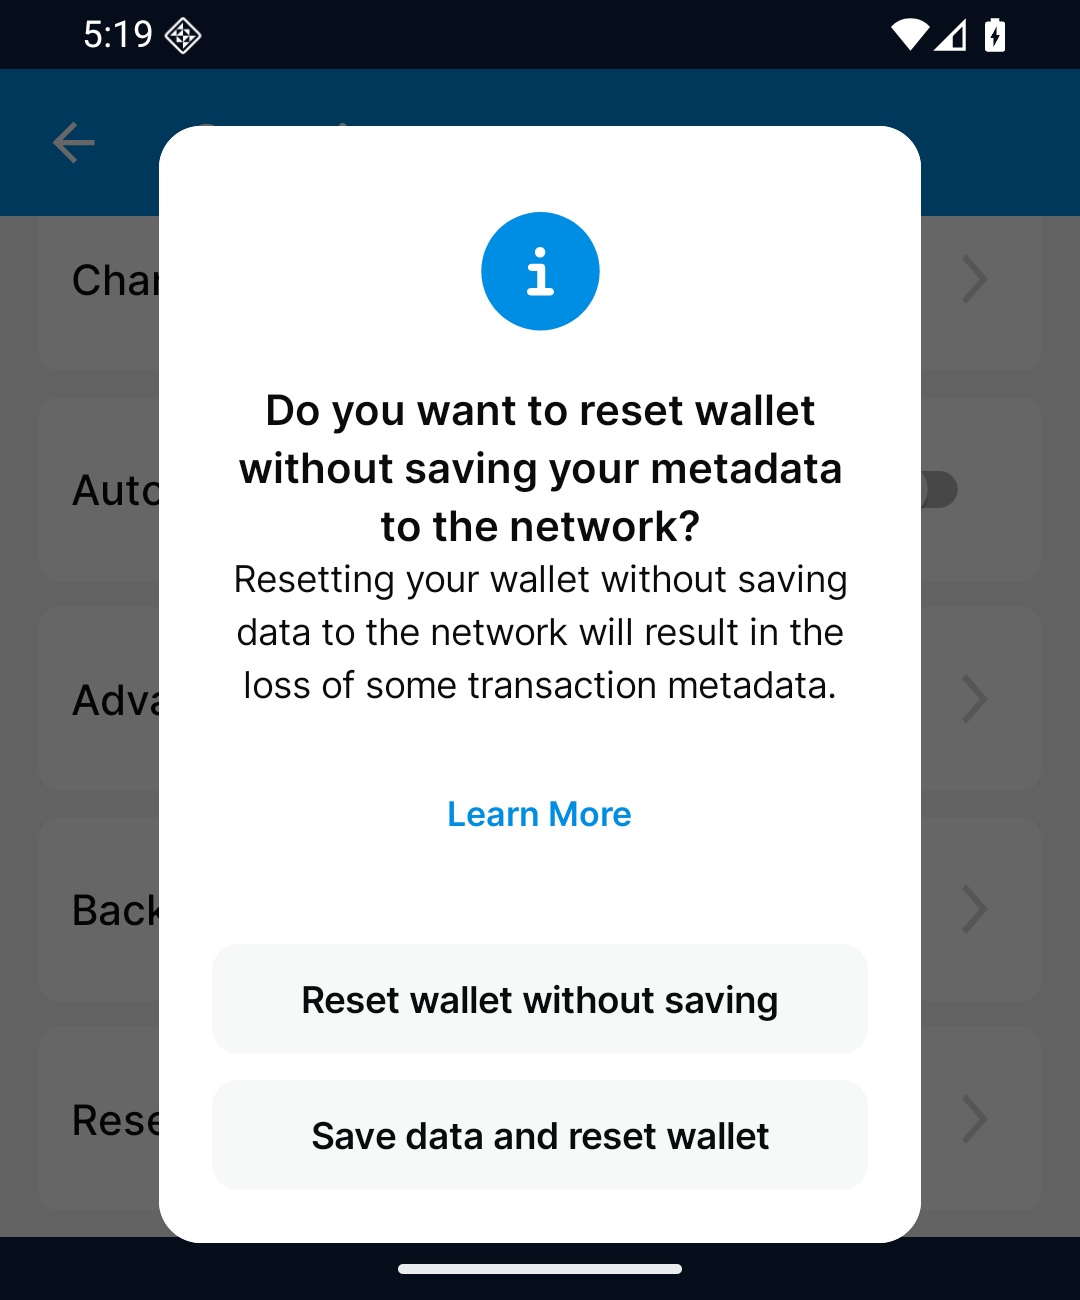 5:19
Do you want to reset wallet
without saving your metadata
to the network?
Resetting your wallet without saving
data to the network will result in the
loss of some transaction metadata.
Learn More
Reset wallet without saving
Save data and reset wallet